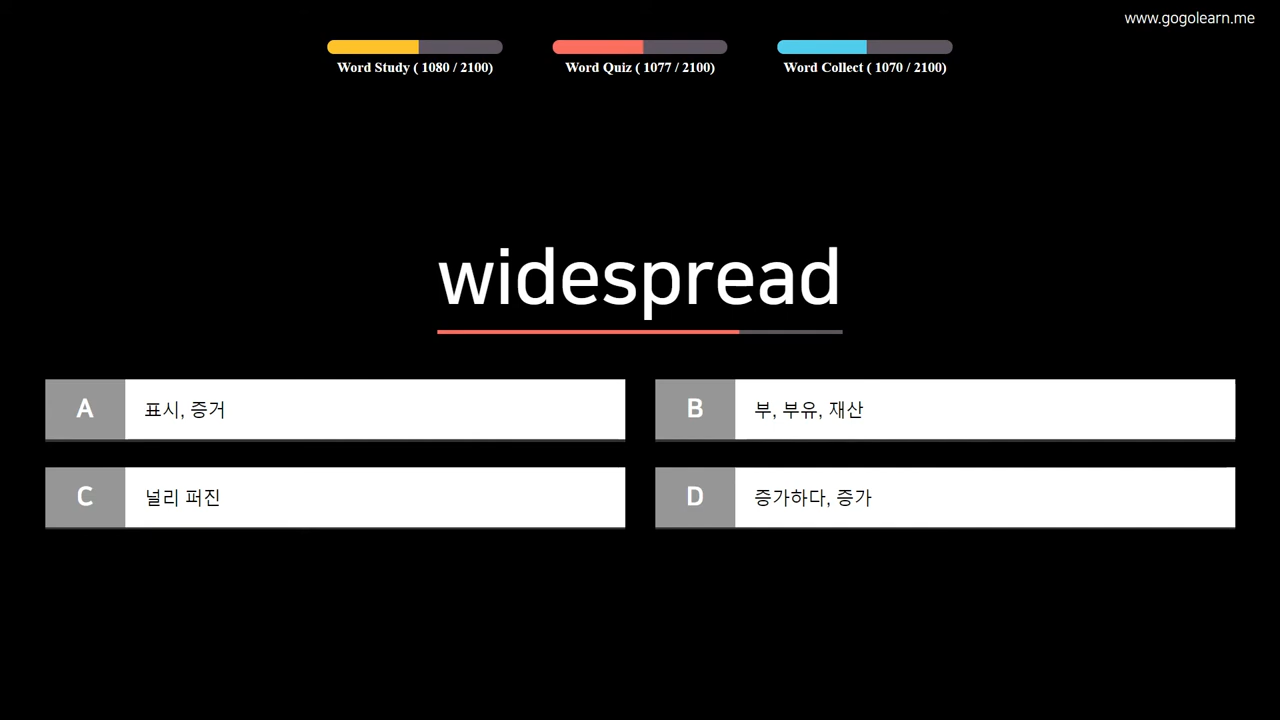 www.gogolearn.me
Word Study ( 1080 / 2100)
Word Quiz ( 1077 / 2100)
Word Collect ( 1070 / 2100)
widespread
A 표시, 증거
B 부, 부유, 재산
C 널리 퍼진
D 증가하다, 증가